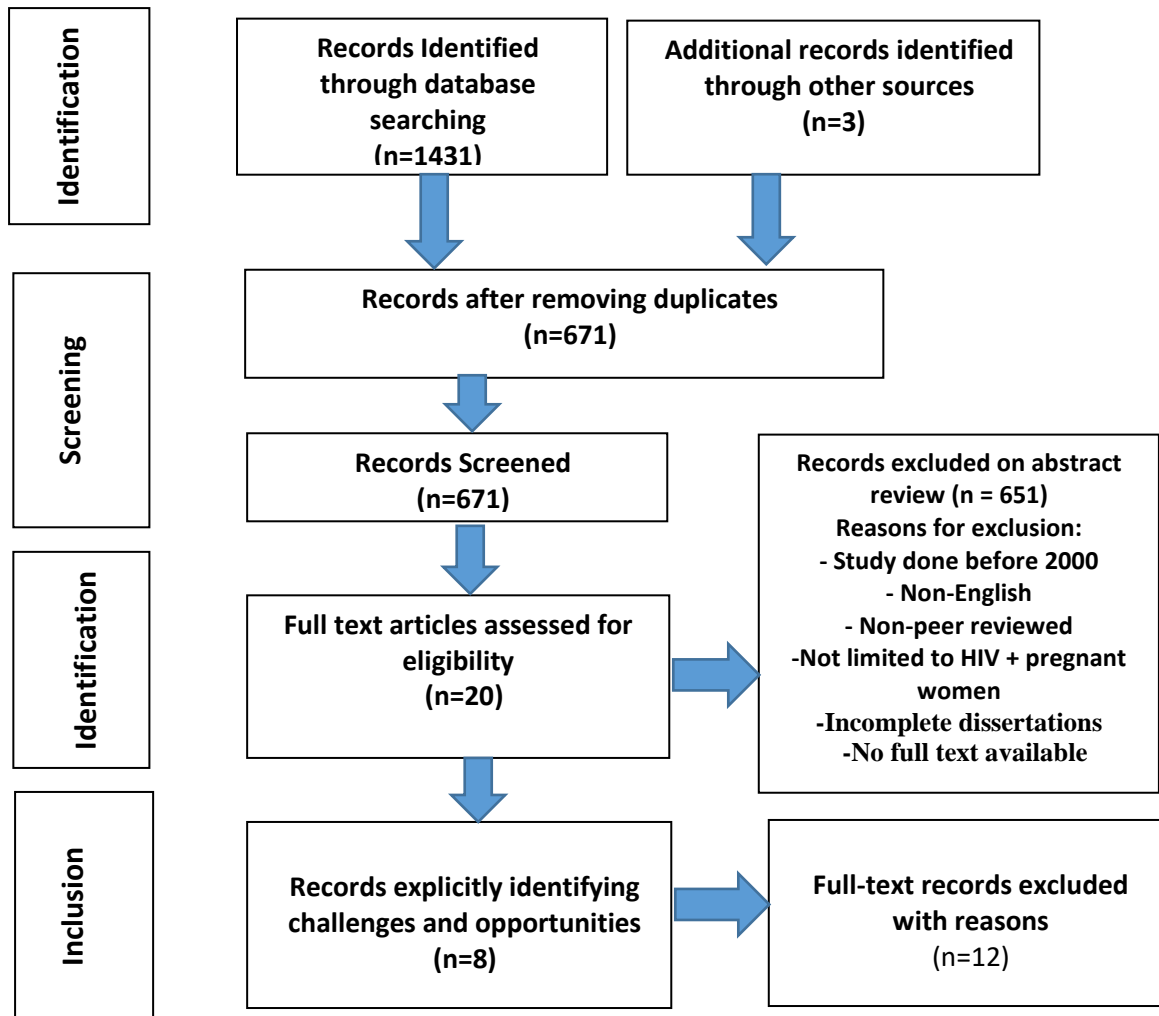 Identification
Records Identified
through database
searching
(n=1431)
Additional records identified
through other sources
(n=3)
Screening
Records after removing duplicates
(n=671)
Records Screened
(n=671)
Records excluded on abstract
review (n = 651)
Reasons for exclusion:
- Study done before 2000
- Non-English
- Non-peer reviewed
-Not limited to HIV + pregnant
women
-Incomplete dissertations
-No full text available
Identification
Full text articles assessed for
eligibility
(n=20)
Inclusion
Records explicitly identifying
challenges and opportunities
(n=8)
Full-text records excluded
with reasons
(n=12)